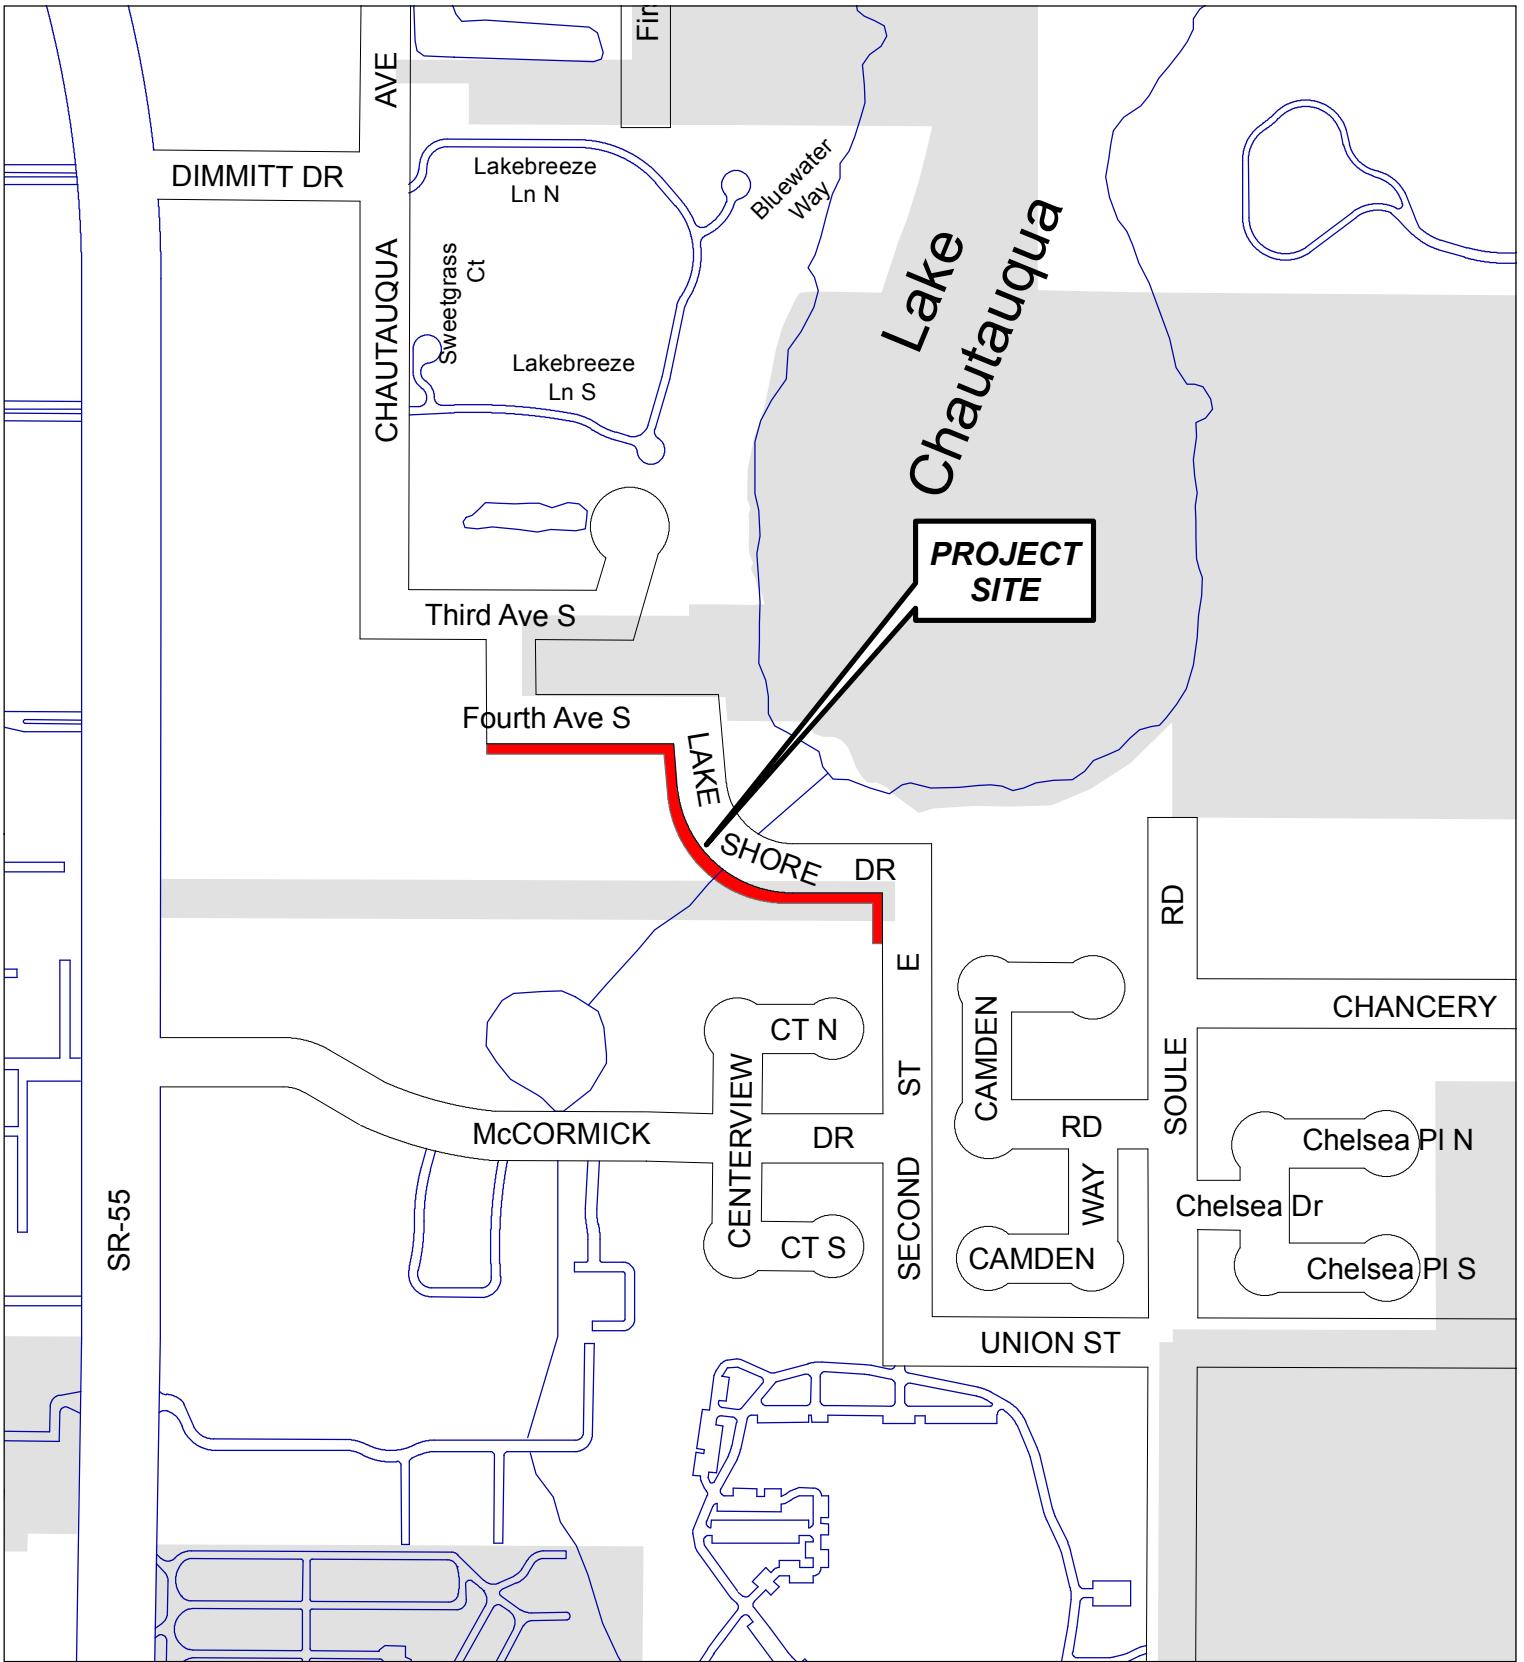 Fir
AVE
DIMMITT DR
Lakebreeze
Ln N
Bluewater
Way
CHAUTAUQUA
Sweetgrass
Ct
Lakebreeze
Ln S
Lake
Chautauqua
PROJECT
SITE
Third Ave S
Fourth Ave S
LAKE
SHORE
DR
RD
E
CHANCERY
CT N
CAMDEN
ST
SOULE
McCORMICK
CENTERVIEW
DR
RD
Chelsea Pl N
WAY
SECOND
Chelsea Dr
SR-55
CT S
CAMDEN
Chelsea Pl S
UNION ST